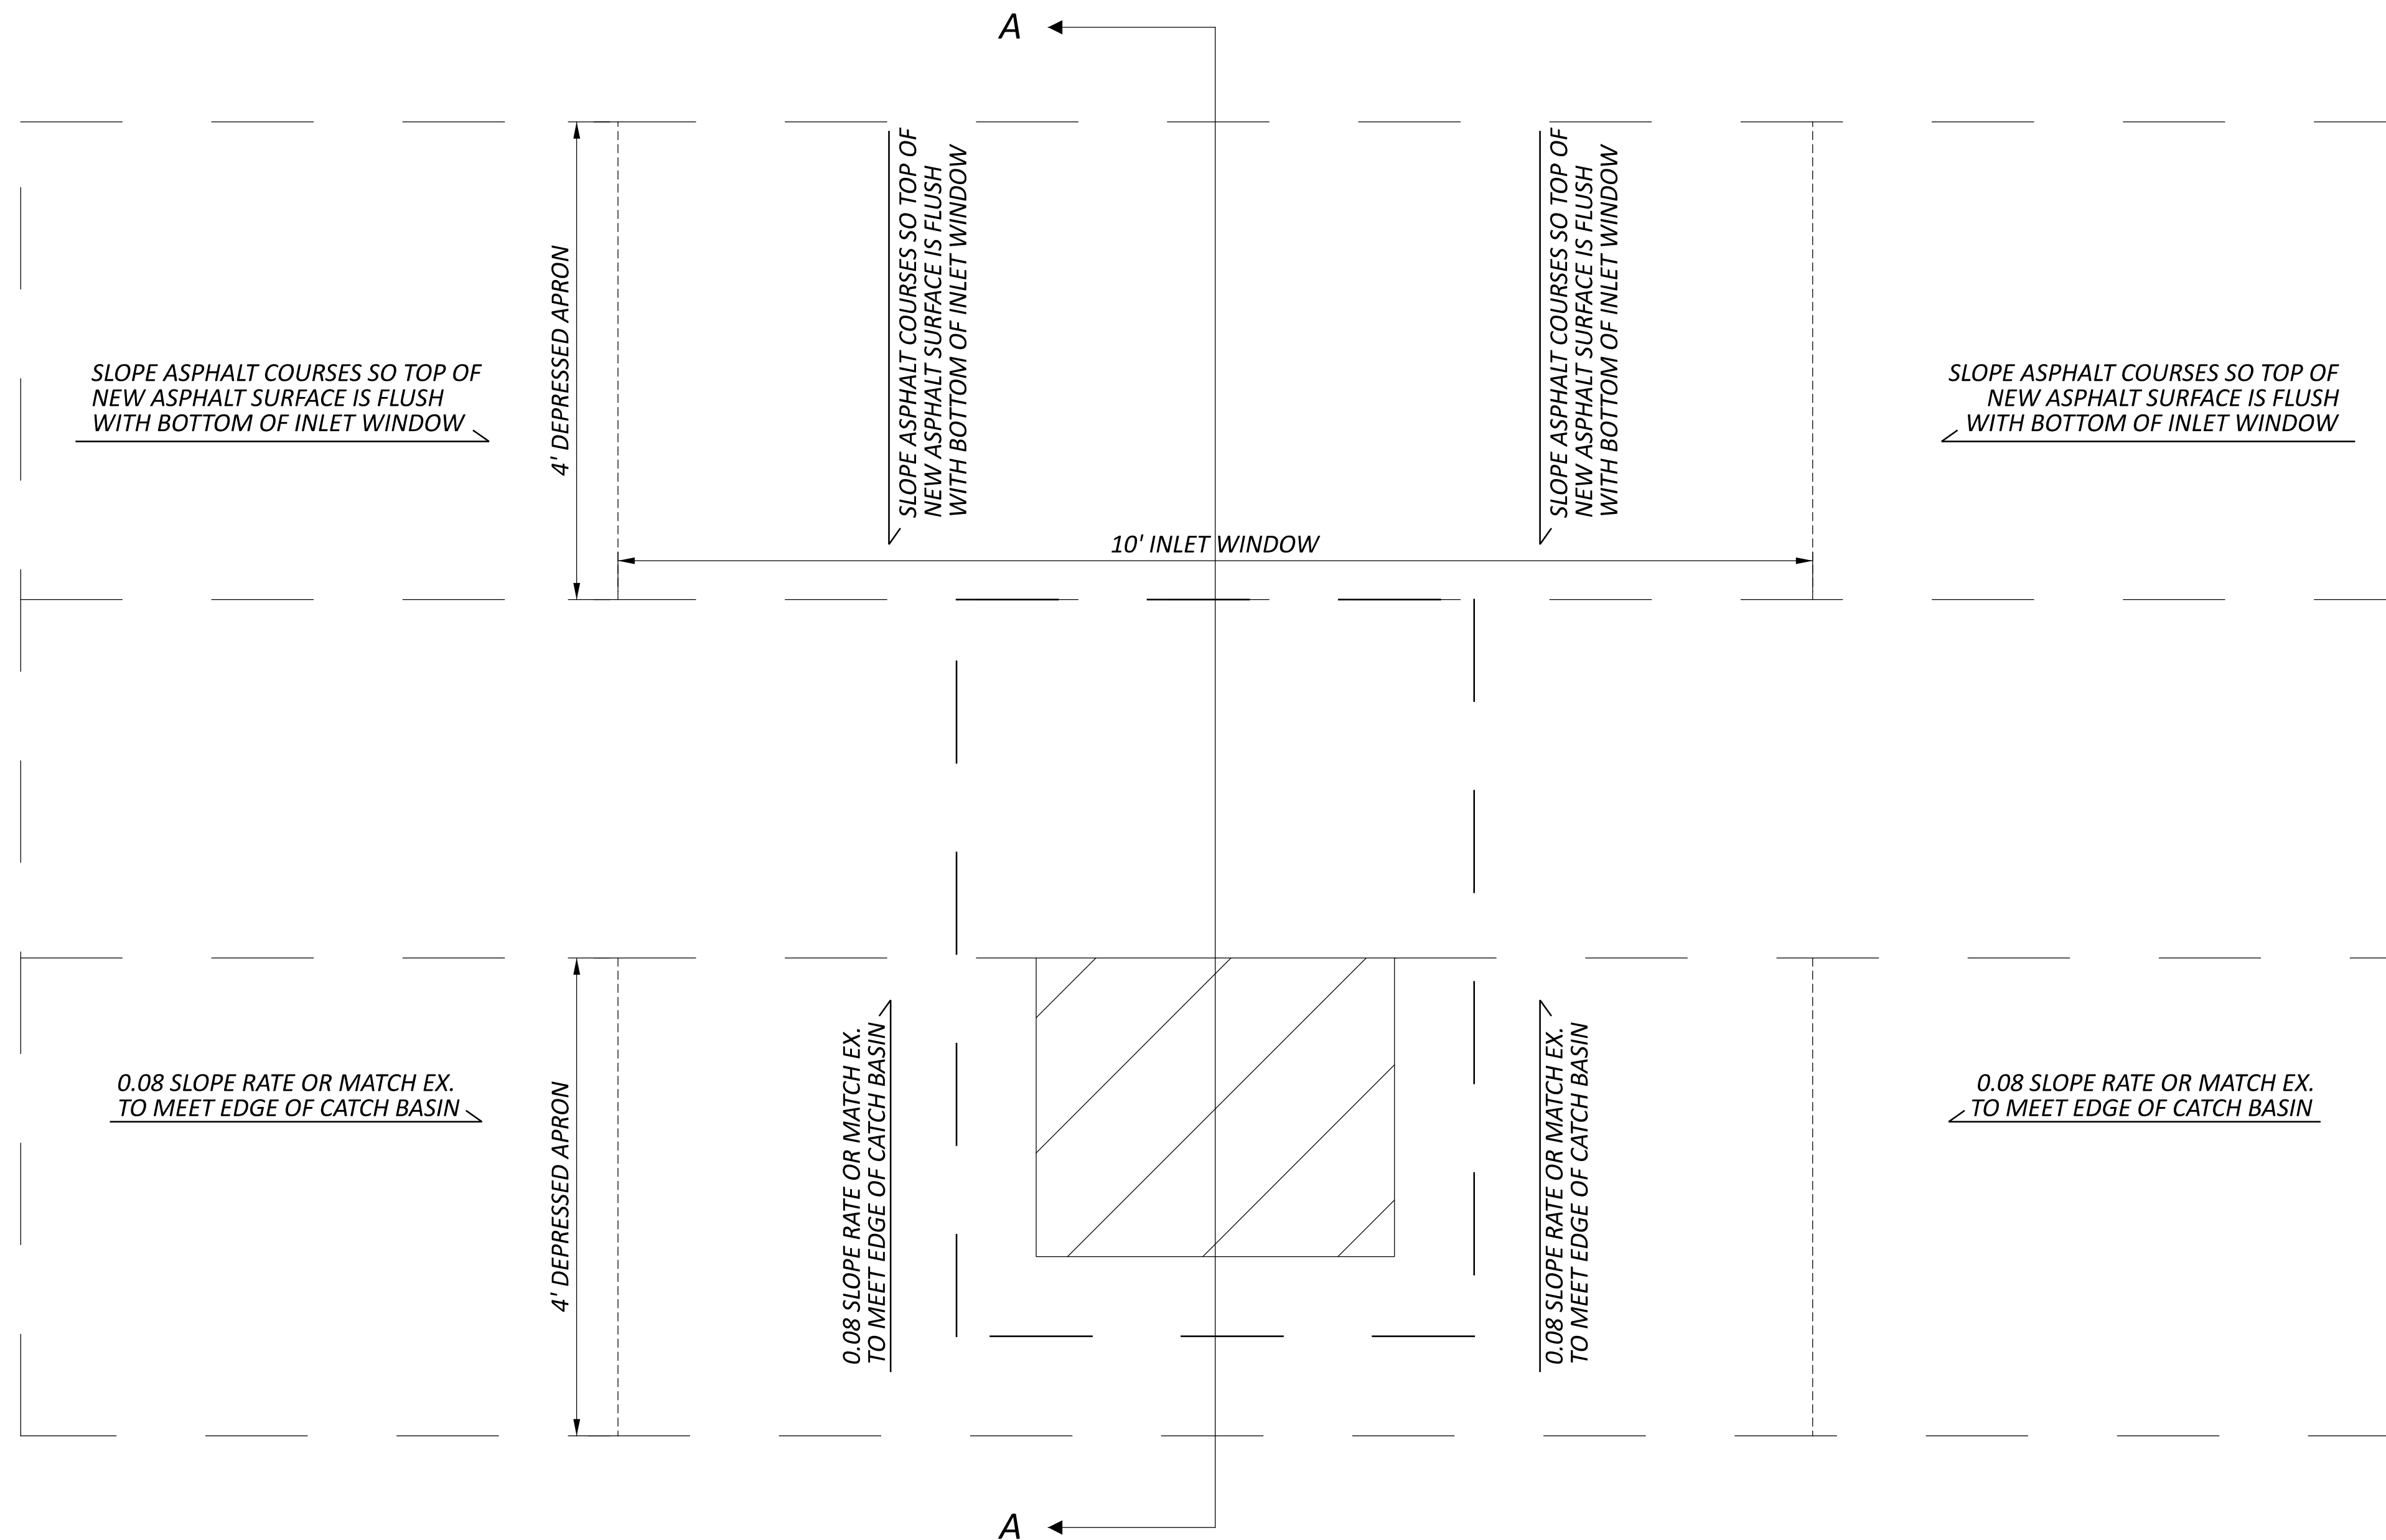 A
SLOPE ASPHALT COURSES SO TOP OF
NEW ASPHALT SURFACE IS FLUSH
WITH BOTTOM OF INLET WINDOW
4' DEPRESSED APRON
SLOPE ASPHALT COURSES SO TOP OF
NEW ASPHALT SURFACE IS FLUSH
WITH BOTTOM OF INLET WINDOW
SLOPE ASPHALT COURSES SO TOP OF
NEW ASPHALT SURFACE IS FLUSH
WITH BOTTOM OF INLET WINDOW
SLOPE ASPHALT COURSES SO TOP OF
NEW ASPHALT SURFACE IS FLUSH
WITH BOTTOM OF INLET WINDOW
10' INLET WINDOW
0.08 SLOPE RATE OR MATCH EX.
TO MEET EDGE OF CATCH BASIN
4' DEPRESSED APRON
0.08 SLOPE RATE OR MATCH EX.
TO MEET EDGE OF CATCH BASIN
0.08 SLOPE RATE OR MATCH EX.
TO MEET EDGE OF CATCH BASIN
0.08 SLOPE RATE OR MATCH EX.
TO MEET EDGE OF CATCH BASIN
A